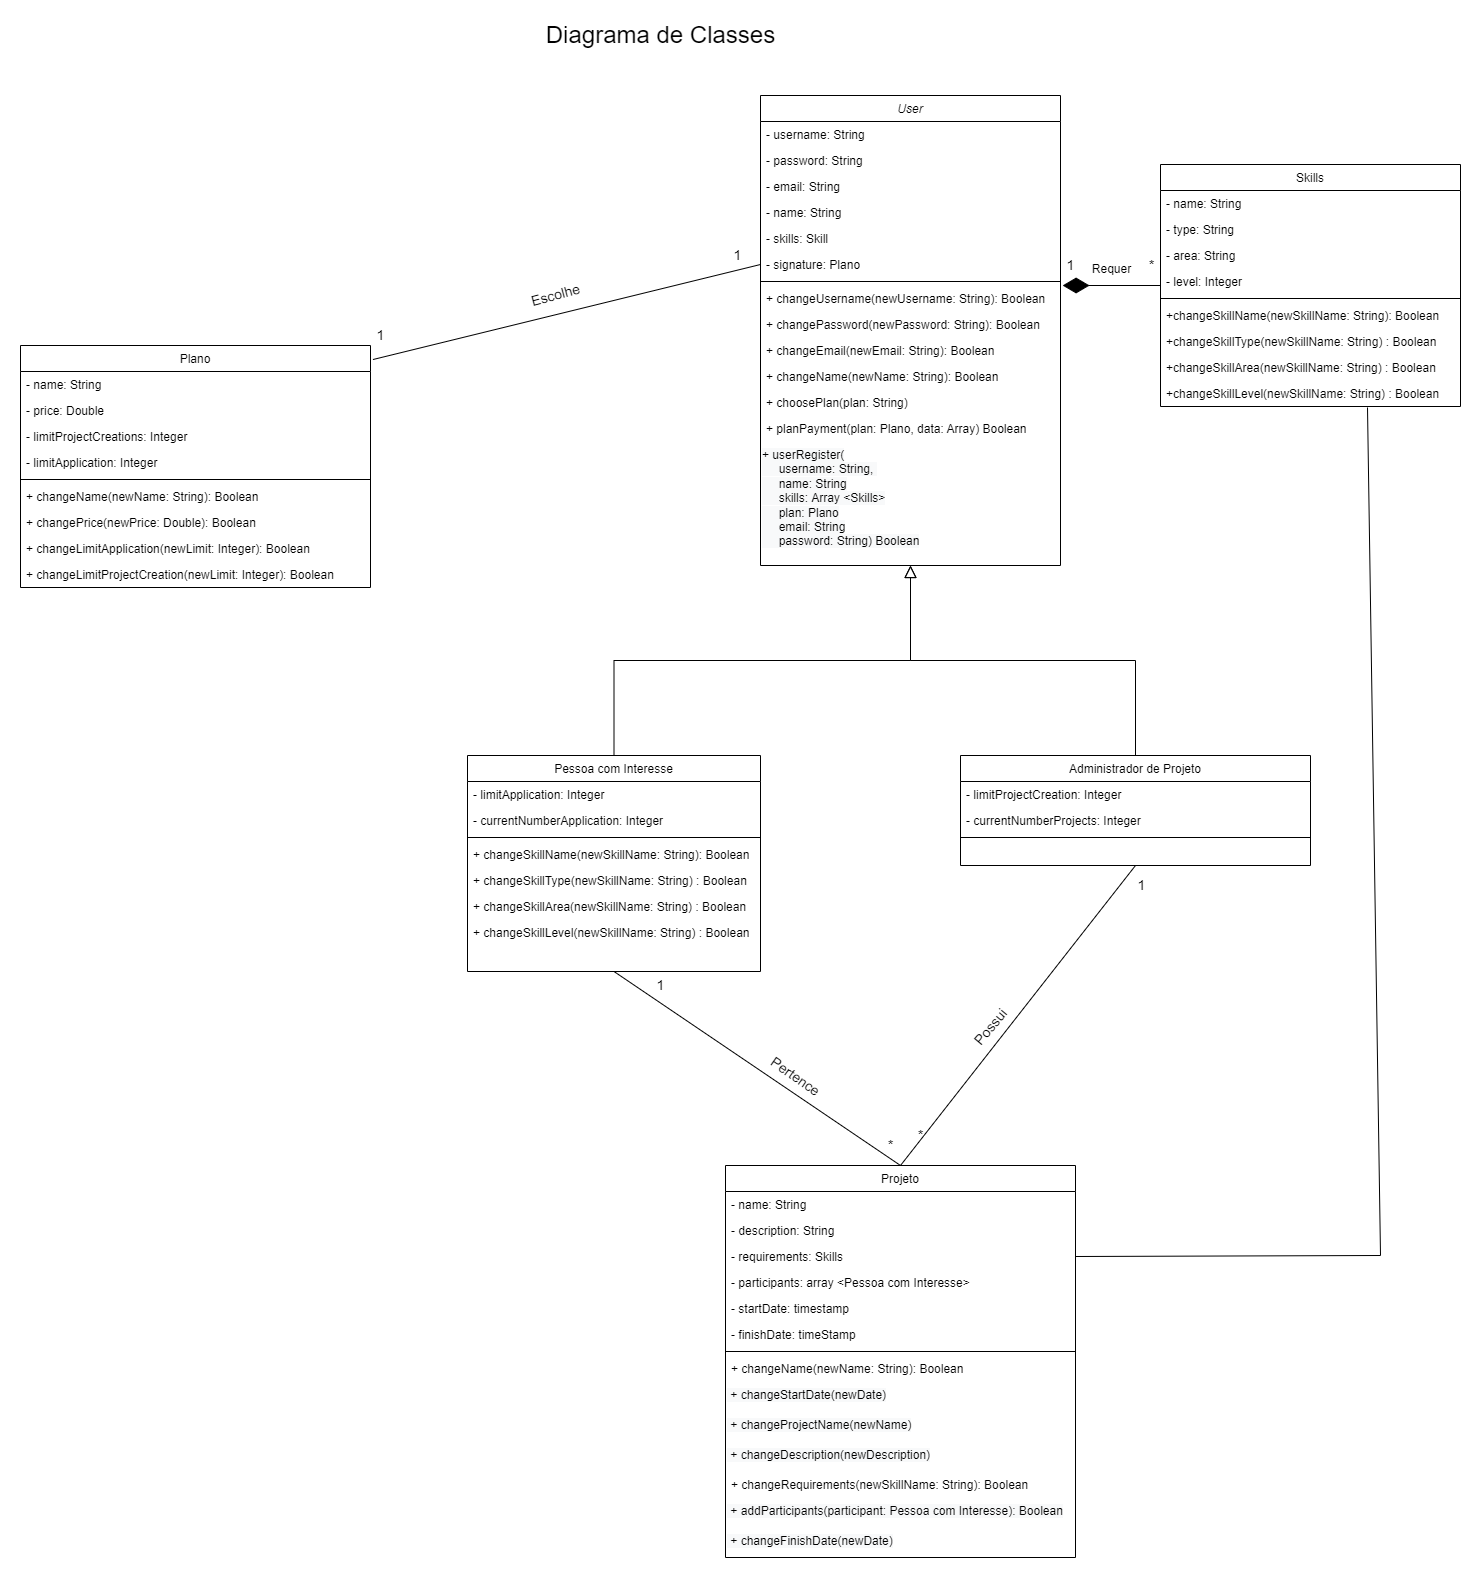 Diagrama de Classes
User
- username: String
- password: String
- email: String
- name: String
- skills: Skill
- signature: Plano
+ changeUsername(newUsername: String): Boolean
+ changePassword(newPassword: String): Boolean
+ changeEmail(newEmail: String): Boolean
+ changeName(newName: String): Boolean
+ choosePlan(plan: String)
+ planPayment(plan: Plano, data: Array) Boolean
+ userRegister(
username: String,
name: String
skills: Array <Skills>
plan: Plano
email: String
password: String) Boolean
1
Requer
*
Skills
- name: String
- type: String
- area: String
- level: Integer
+changeSkillName(newSkillName: String): Boolean
+changeSkillType(newSkillName: String) : Boolean
+changeSkillArea(newSkillName: String) : Boolean
+changeSkillLevel(newSkillName: String) : Boolean
1
Escolhe
1
Plano
- name: String
- price: Double
- limitProjectCreations: Integer
- limitApplication: Integer
+ changeName(newName: String): Boolean
+ changePrice(newPrice: Double): Boolean
+ changeLimitApplication(newLimit: Integer): Boolean
+ changeLimitProjectCreation(newLimit: Integer): Boolean
Pessoa com Interesse
- limitApplication: Integer
- currentNumberApplication: Integer
+ changeSkillName(newSkillName: String): Boolean
+ changeSkillType(newSkillName: String) : Boolean
+ changeSkillArea(newSkillName: String) : Boolean
+ changeSkillLevel(newSkillName: String) : Boolean
Administrador de Projeto
- limitProjectCreation: Integer
- currentNumberProjects: Integer
1
1
Possui
Pertence
*
*
Projeto
- name: String
- description: String
- requirements: Skills
- participants: array <Pessoa com Interesse>
- startDate: timestamp
- finishDate: timeStamp
+ changeName(newName: String): Boolean
+ changeStartDate(newDate)
+ changeProjectName(newName)
+ changeDescription(newDescription)
+ changeRequirements(newSkillName: String): Boolean
+ addParticipants(participant: Pessoa com Interesse): Boolean
+ changeFinishDate(newDate)